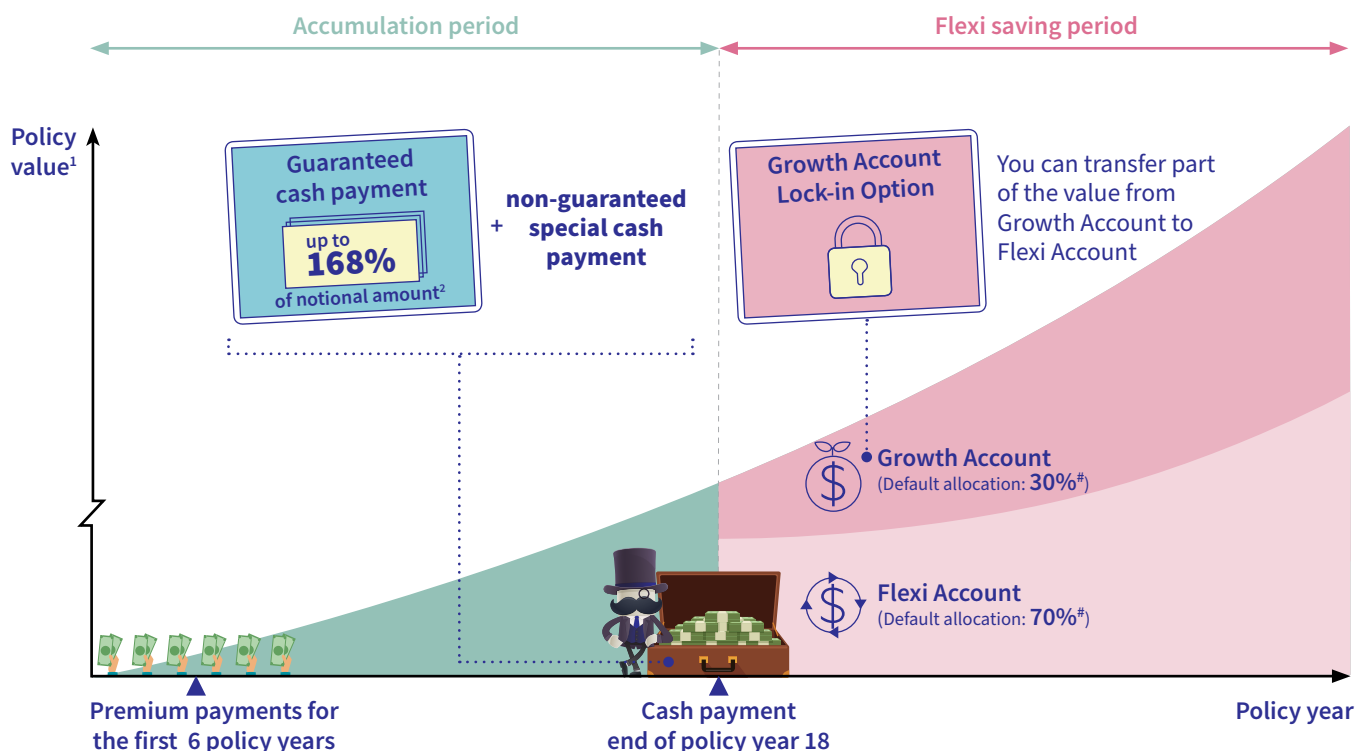 Accumulation period
Flexi saving period
Policy
value¹
Guaranteed
cash payment
up to
168%
of notional amount²
+
non-guaranteed
special cash
payment
Growth Account
Lock-in Option
You can transfer part
of the value from
Growth Account to
Flexi Account
$
Growth Account
(Default allocation: 30%#)
$
Flexi Account
(Default allocation: 70%#)
Premium payments for
the first 6 policy years
Cash payment
end of policy year 18
Policy year